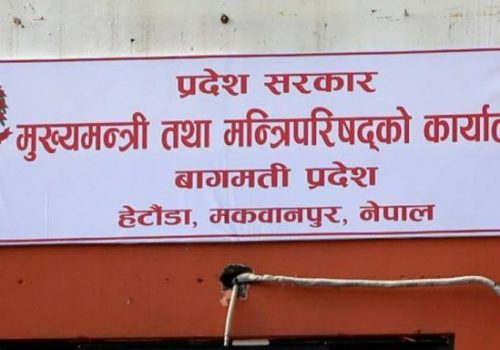 प्रदेश सरकार
मुख्यमन्त्री तथा मन्त्रिपरिषद्को
बागमती प्रदेश
हेटौंडा, मकवानपुर, नेपाल